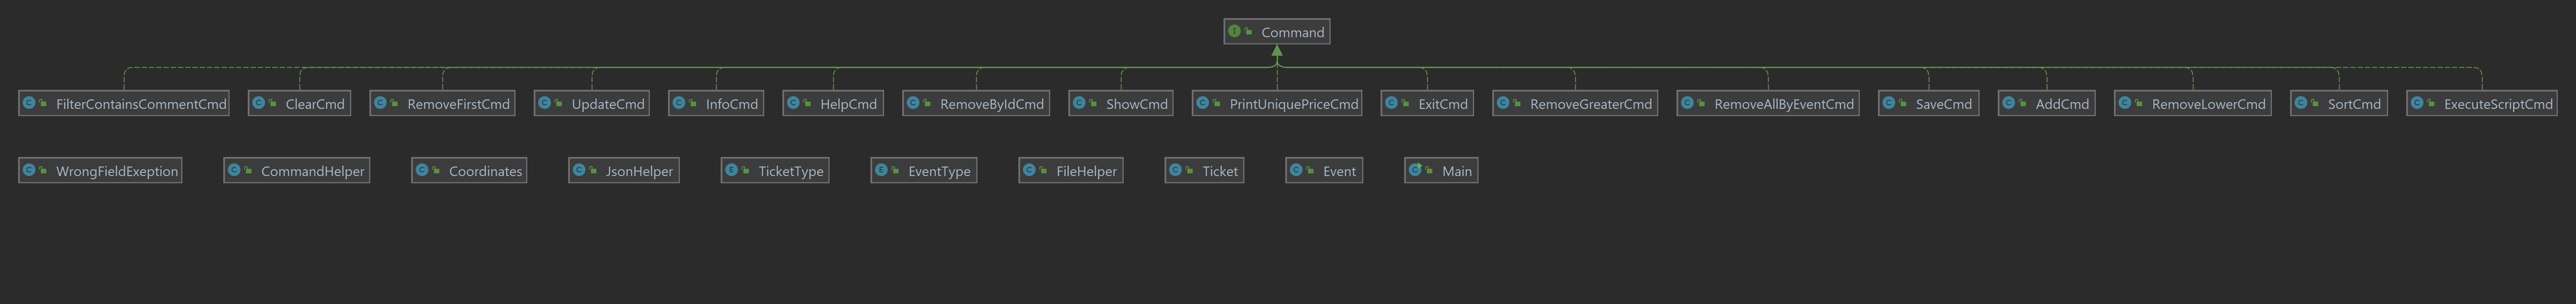 Command
FilterContainsCommentCmd ClearCmd RemoveFirstCmd UpdateCmd InfoCmd HelpCmd RemoveByIdCmd ShowCmd PrintUniquePriceCmd ExitCmd RemoveGreaterCmd RemoveAllByEventCmd SaveCmd AddCmd RemoveLowerCmd SortCmd ExecuteScriptCmd
WrongFieldExeption CommandHelper Coordinates JsonHelper TicketType EventType FileHelper Ticket Event Main